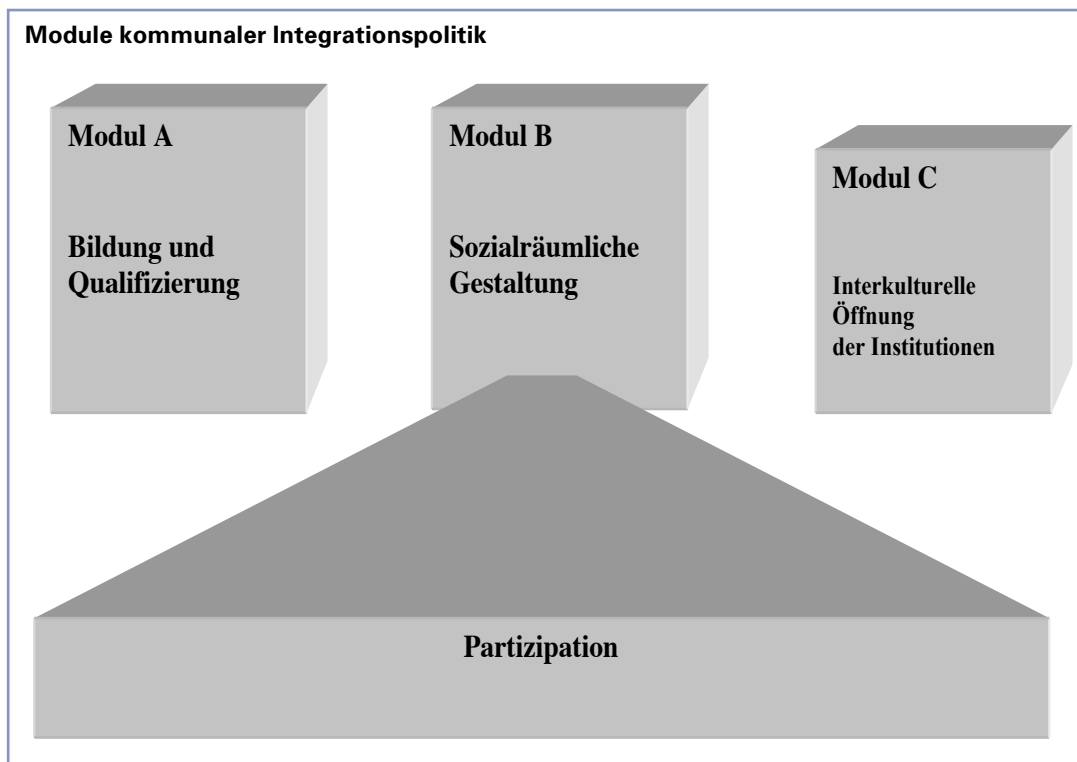 Module kommunaler Integrationspolitik
Modul A
Bildung und
Qualifizierung
Modul B
Sozialräumliche
Gestaltung
Modul C
Interkulturelle
Öffnung
der Institutionen
Partizipation